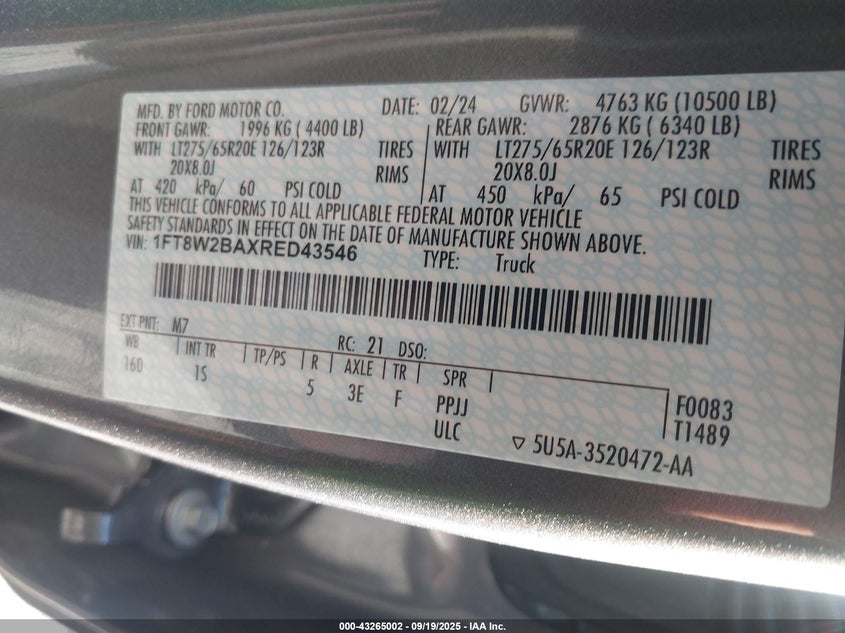 MFD. BY FORD MOTOR CO. DATE: 02/24 GVWR: 4763 KG (10500 LB)
FRONT GAWR: 1996 KG ( 4400 LB) REAR GAWR: 2876 KG ( 6340 LB)
WITH LT275/65R20E 126/123R TIRES WITH LT275/65R20E 126/123R TIRES
20X8.0J RIMS 20X8.0J RIMS
AT 420 kPa/ 60 PSI COLD AT 450 kPa/ 65 PSI COLD
THIS VEHICLE CONFORMS TO ALL APPLICABLE FEDERAL MOTOR VEHICLE
SAFETY STANDARDS IN EFFECT ON THE DATE OF MANUFACTURE SHOWN ABOVE.
VIN: 1FT8W2BAXRED43546 TYPE: Truck
EXT PNT: M7 RC: 21 DSO:
WB INT TR TP/PS R AXLE TR SPR
160 1S 5 3E F PPJJ F0083
ULC T1489
5U5A-3520472-AA
000-43265002 - 09/19/2025 - IAA Inc.